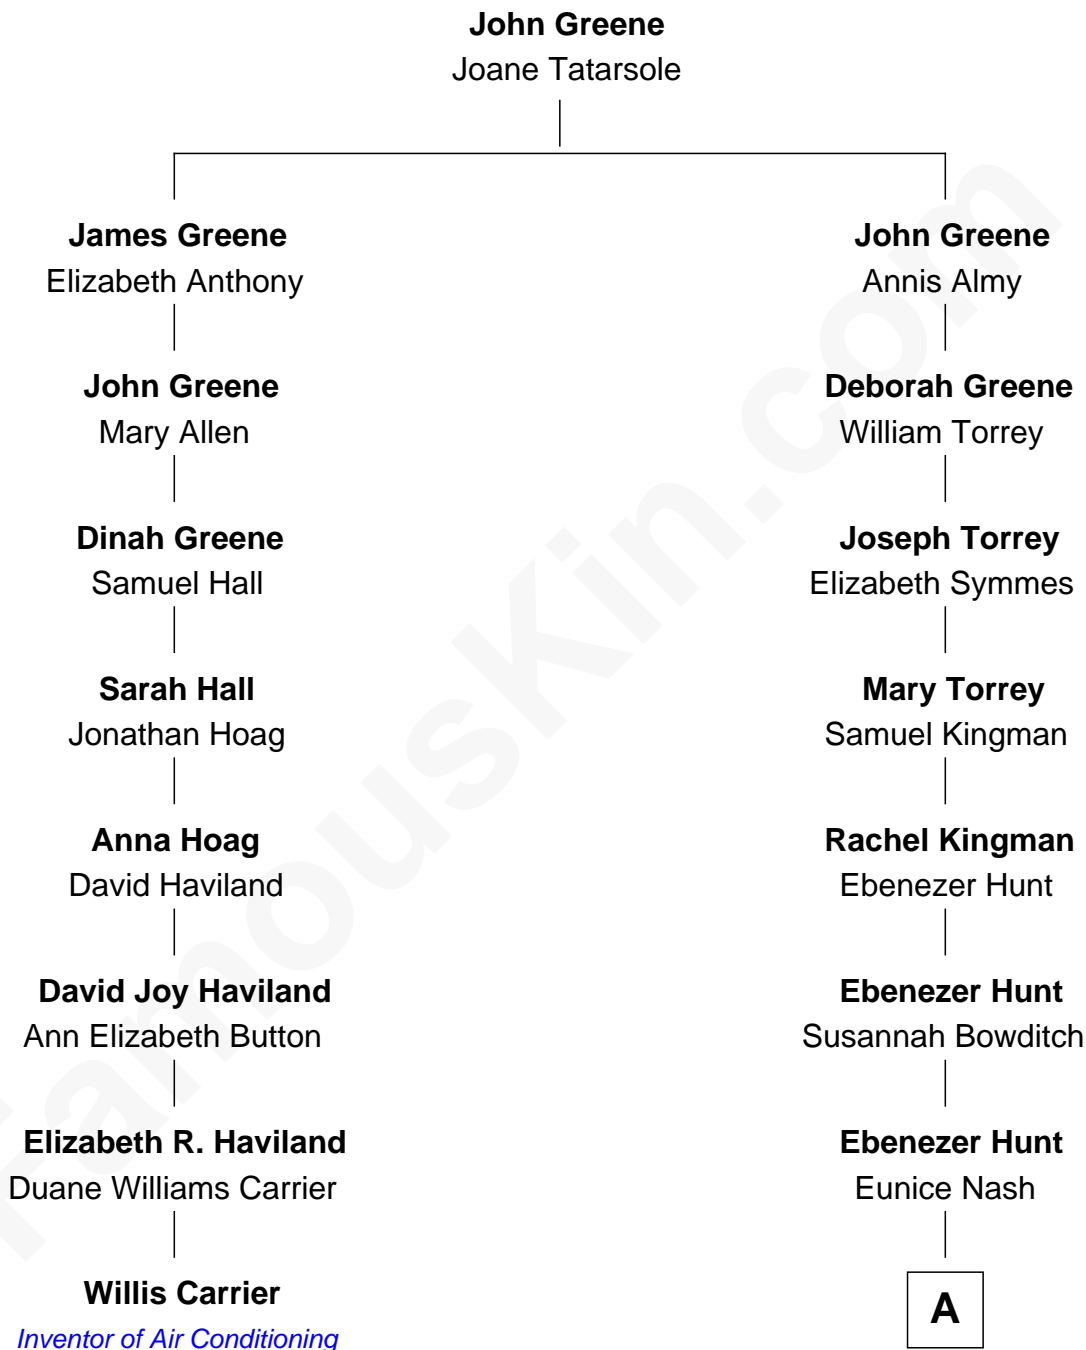 John Greene
Joane Tatarsole
James Greene
Elizabeth Anthony
John Greene
Mary Allen
Dinah Greene
Samuel Hall
Sarah Hall
Jonathan Hoag
Anna Hoag
David Haviland
David Joy Haviland
Ann Elizabeth Button
Elizabeth R. Haviland
Duane Williams Carrier
Willis Carrier
Inventor of Air Conditioning
John Greene
Annis Almy
Deborah Greene
William Torrey
Joseph Torrey
Elizabeth Symmes
Mary Torrey
Samuel Kingman
Rachel Kingman
Ebenezer Hunt
Ebenezer Hunt
Susannah Bowditch
Ebenezer Hunt
Eunice Nash
A
FamousKin.com